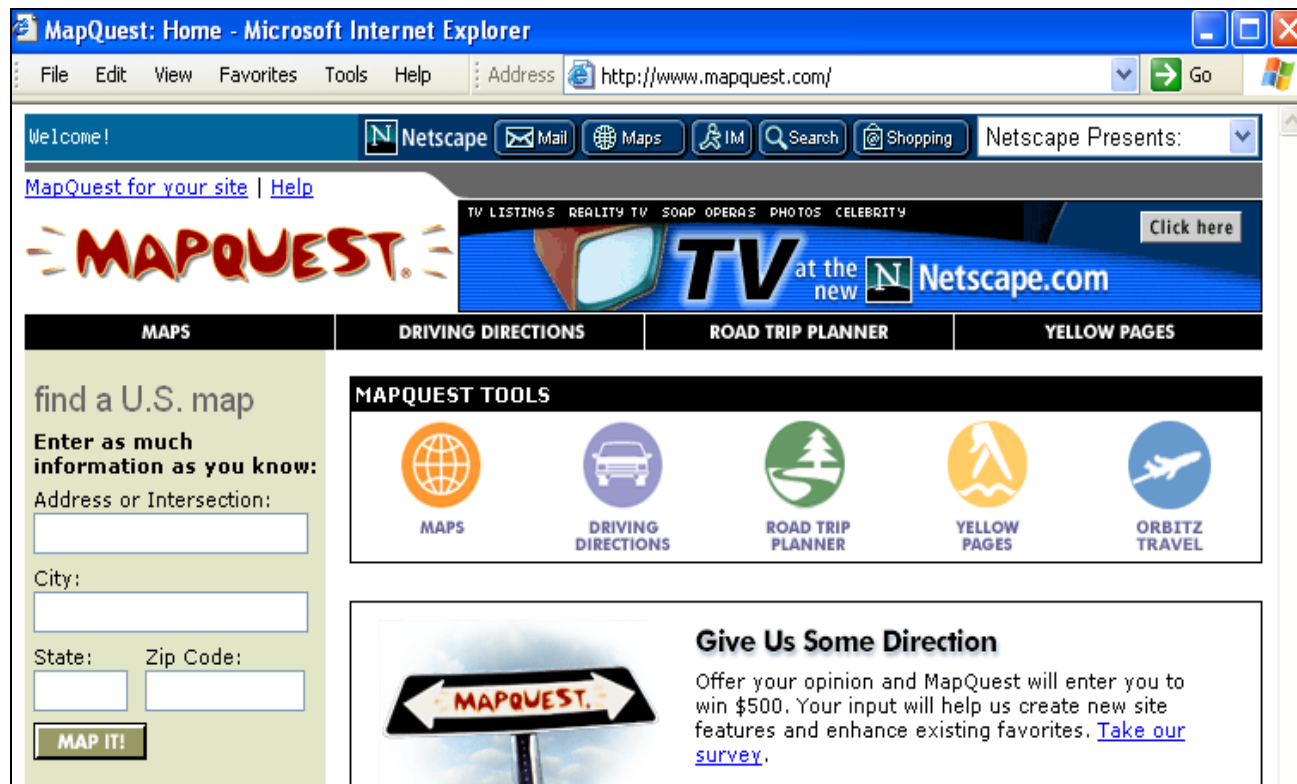 MapQuest: Home - Microsoft Internet Explorer
File Edit View Favorites Tools Help Address http://www.mapquest.com/ Go
Welcome! N Netscape Mail Maps IM Search Shopping Netscape Presents:
MapQuest for your site | Help
TV LISTINGS REALITY TV SOAP OPERAS PHOTOS CELEBRITY
Click here
MAPQUEST.®
TV at the new N Netscape.com
MAPS DRIVING DIRECTIONS ROAD TRIP PLANNER YELLOW PAGES
find a U.S. map
Enter as much
information as you know:
Address or Intersection:
City:
State: Zip Code:
MAP IT!
MAPQUEST TOOLS
MAPS
DRIVING
DIRECTIONS
ROAD TRIP
PLANNER
YELLOW
PAGES
ORBITZ
TRAVEL
MAPQUEST.
Give Us Some Direction
Offer your opinion and MapQuest will enter you to
win $500. Your input will help us create new site
features and enhance existing favorites. Take our
survey.